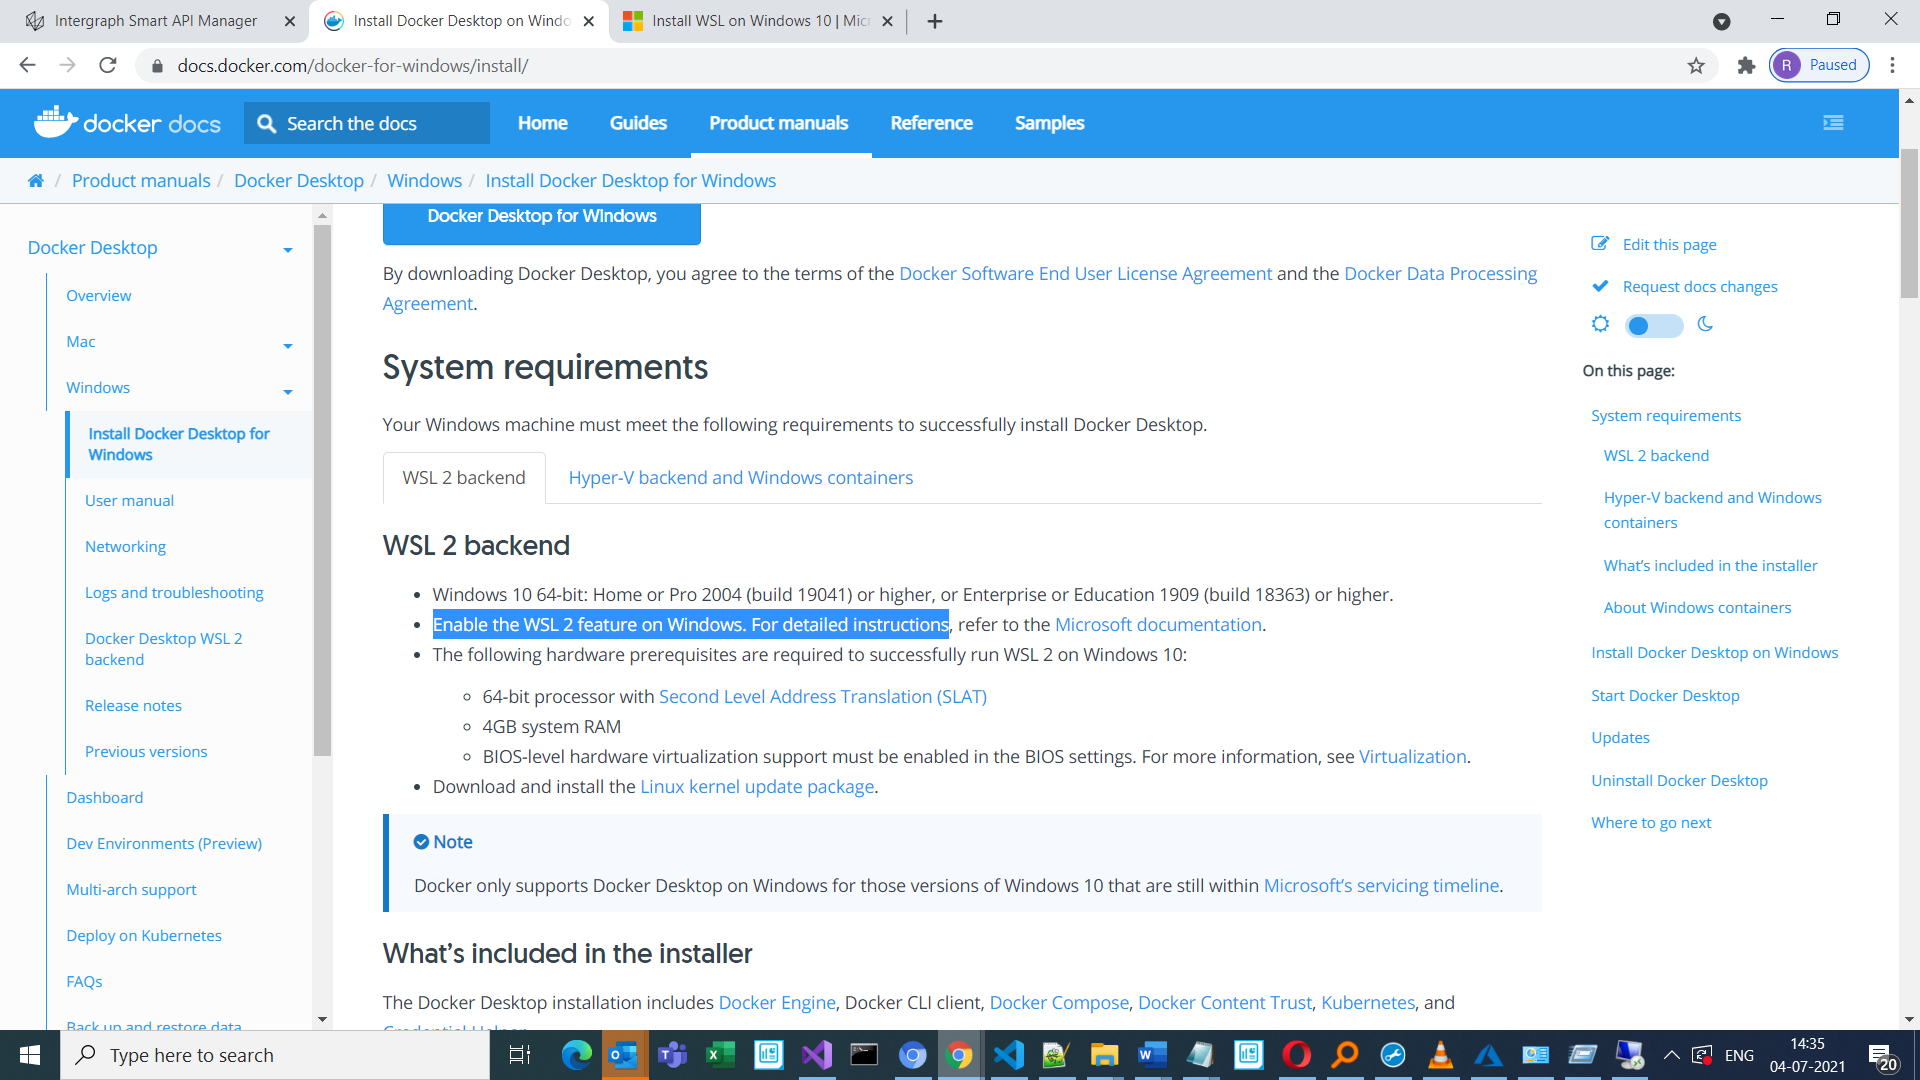 Intergraph Smart API Manager
Install Docker Desktop on Windo
Install WSL on Windows 10 | Micr
docs.docker.com/docker-for-windows/install/
R Paused
docker docs
Search the docs
Home Guides Product manuals Reference Samples
/ Product manuals / Docker Desktop / Windows / Install Docker Desktop for Windows
Docker Desktop
Overview
Mac
Windows
Install Docker Desktop for
Windows
User manual
Networking
Logs and troubleshooting
Docker Desktop WSL 2
backend
Release notes
Previous versions
Dashboard
Dev Environments (Preview)
Multi-arch support
Deploy on Kubernetes
FAQs
Back up and restore data
Docker Desktop for Windows
By downloading Docker Desktop, you agree to the terms of the Docker Software End User License Agreement and the Docker Data Processing
Agreement.
System requirements
Your Windows machine must meet the following requirements to successfully install Docker Desktop.
WSL 2 backend Hyper-V backend and Windows containers
WSL 2 backend
Windows 10 64-bit: Home or Pro 2004 (build 19041) or higher, or Enterprise or Education 1909 (build 18363) or higher.
Enable the WSL 2 feature on Windows. For detailed instructions, refer to the Microsoft documentation.
The following hardware prerequisites are required to successfully run WSL 2 on Windows 10:
64-bit processor with Second Level Address Translation (SLAT)
4GB system RAM
BIOS-level hardware virtualization support must be enabled in the BIOS settings. For more information, see Virtualization.
Download and install the Linux kernel update package.
Note
Docker only supports Docker Desktop on Windows for those versions of Windows 10 that are still within Microsoft's servicing timeline.
What's included in the installer
The Docker Desktop installation includes Docker Engine, Docker CLI client, Docker Compose, Docker Content Trust, Kubernetes, and
Credential Helper
Edit this page
Request docs changes
On this page:
System requirements
WSL 2 backend
Hyper-V backend and Windows
containers
What's included in the installer
About Windows containers
Install Docker Desktop on Windows
Start Docker Desktop
Updates
Uninstall Docker Desktop
Where to go next
Type here to search
ENG
14:35
04-07-2021
20